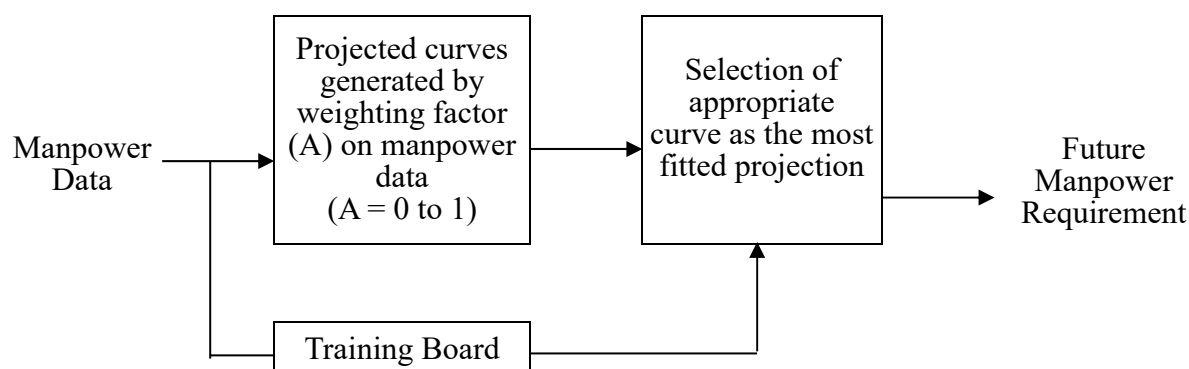 Manpower
Data
Projected curves
generated by
weighting factor
(A) on manpower
data
(A = 0 to 1)
Selection of
appropriate
curve as the most
fitted projection
Future
Manpower
Requirement
Training Board